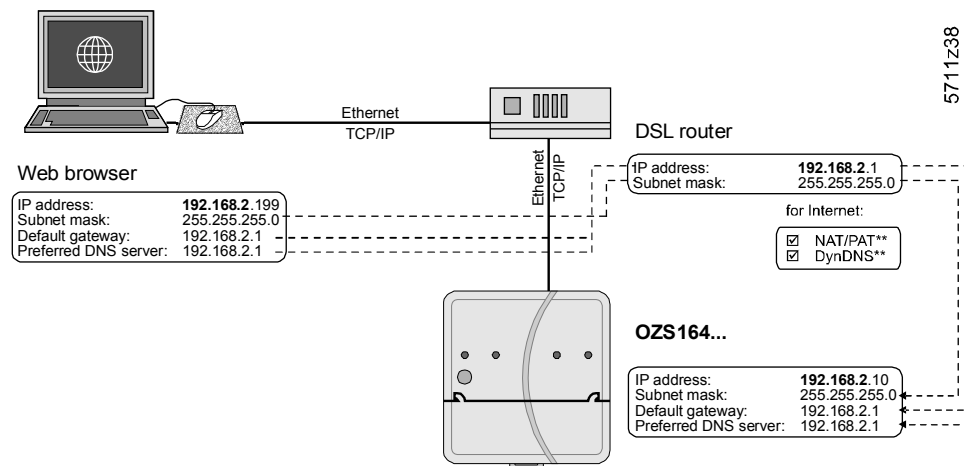 5711z38
Ethernet
TCP/IP
Ethernet
TCP/IP
DSL router
IP address: 192.168.2.1
Subnet mask: 255.255.255.0
for Internet:
☑ NAT/PAT**
☑ DynDNS**
Web browser
IP address: 192.168.2.199
Subnet mask: 255.255.255.0
Default gateway: 192.168.2.1
Preferred DNS server: 192.168.2.1
OZS164...
IP address: 192.168.2.10
Subnet mask: 255.255.255.0
Default gateway: 192.168.2.1
Preferred DNS server: 192.168.2.1